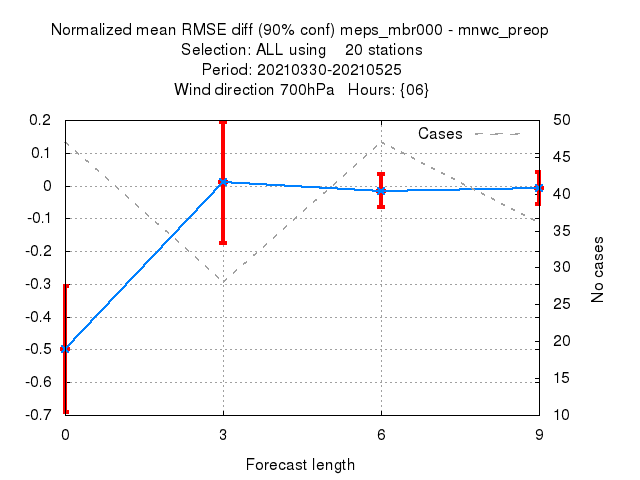 Normalized mean RMSE diff (90% conf) meps_mbr000 - mnwc_preop
Selection: ALL using    20 stations
Period: 20210330-20210525
Wind direction 700hPa   Hours: {06}
Cases
0.2
0.1
0
-0.1
-0.2
-0.3
-0.4
-0.5
-0.6
-0.7
50
45
40
35
30
25
20
15
10
No cases
0 3 6 9
Forecast length